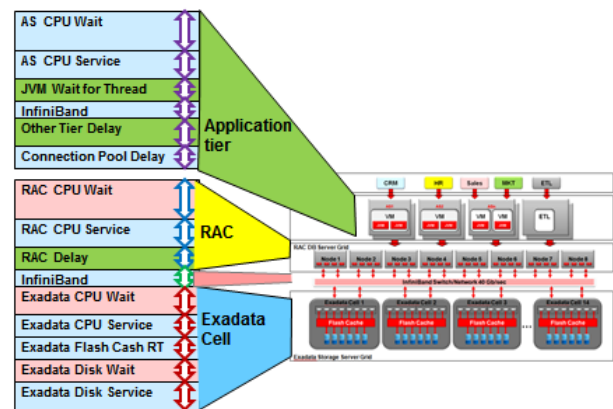 AS CPU Wait
AS CPU Service
JVM Wait for Thread
InfiniBand
Other Tier Delay
Connection Pool Delay
Application
tier
RAC CPU Wait
RAC CPU Service
RAC Delay
InfiniBand
RAC
Exadata CPU Wait
Exadata CPU Service
Exadata Flash Cash RT
Exadata Disk Wait
Exadata Disk Service
Exadata
Cell
CRM
HR
Sales
MKT
ETL
VM
VM
VM
VM
ETL
RAC DB Server Grid
Node 1
Node 2
Node 3
Node 4
Node 5
Node 6
Node 7
Node 8
InfiniBand Switch/Network 40 Gb/sec
Exadata Cell 1
Exadata Cell 2
Exadata Cell 3
Exadata Cell 14
Flash Cache
Flash Cache
Flash Cache
...
Flash Cache
Exadata Storage Server Grid